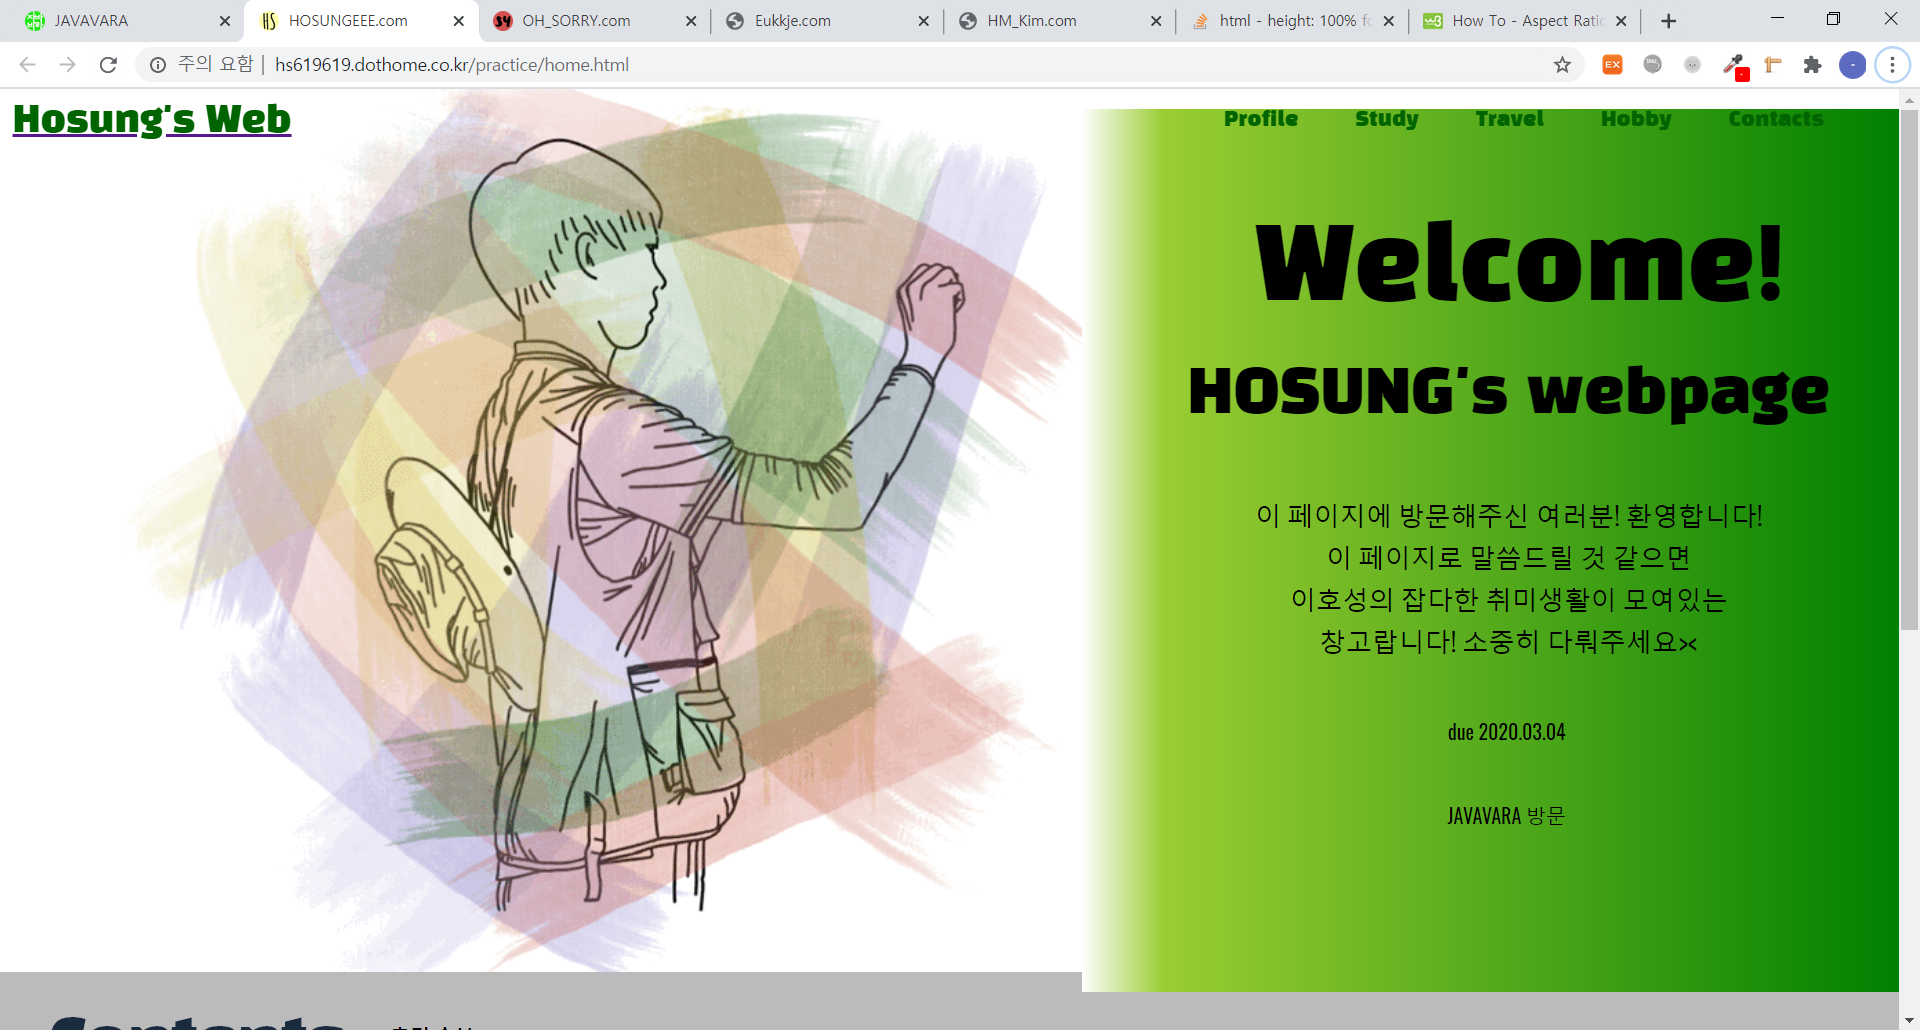 JAVAVARA
HOSUNGEEE.com
OH_SORRY.com
Eukkje.com
HM_Kim.com
html - height: 100% fo
How To - Aspect Ratio
주의 요함 | hs619619.dothome.co.kr/practice/home.html
Hosung's Web
Profile Study Travel Hobby Contacts
Welcome!
HOSUNG's webpage
이 페이지에 방문해주신 여러분! 환영합니다!
이 페이지로 말씀드릴 것 같으면
이호성의 잡다한 취미생활이 모여있는
창고랍니다! 소중히 다뤄주세요><
due 2020.03.04
JAVAVARA 방문
Contents